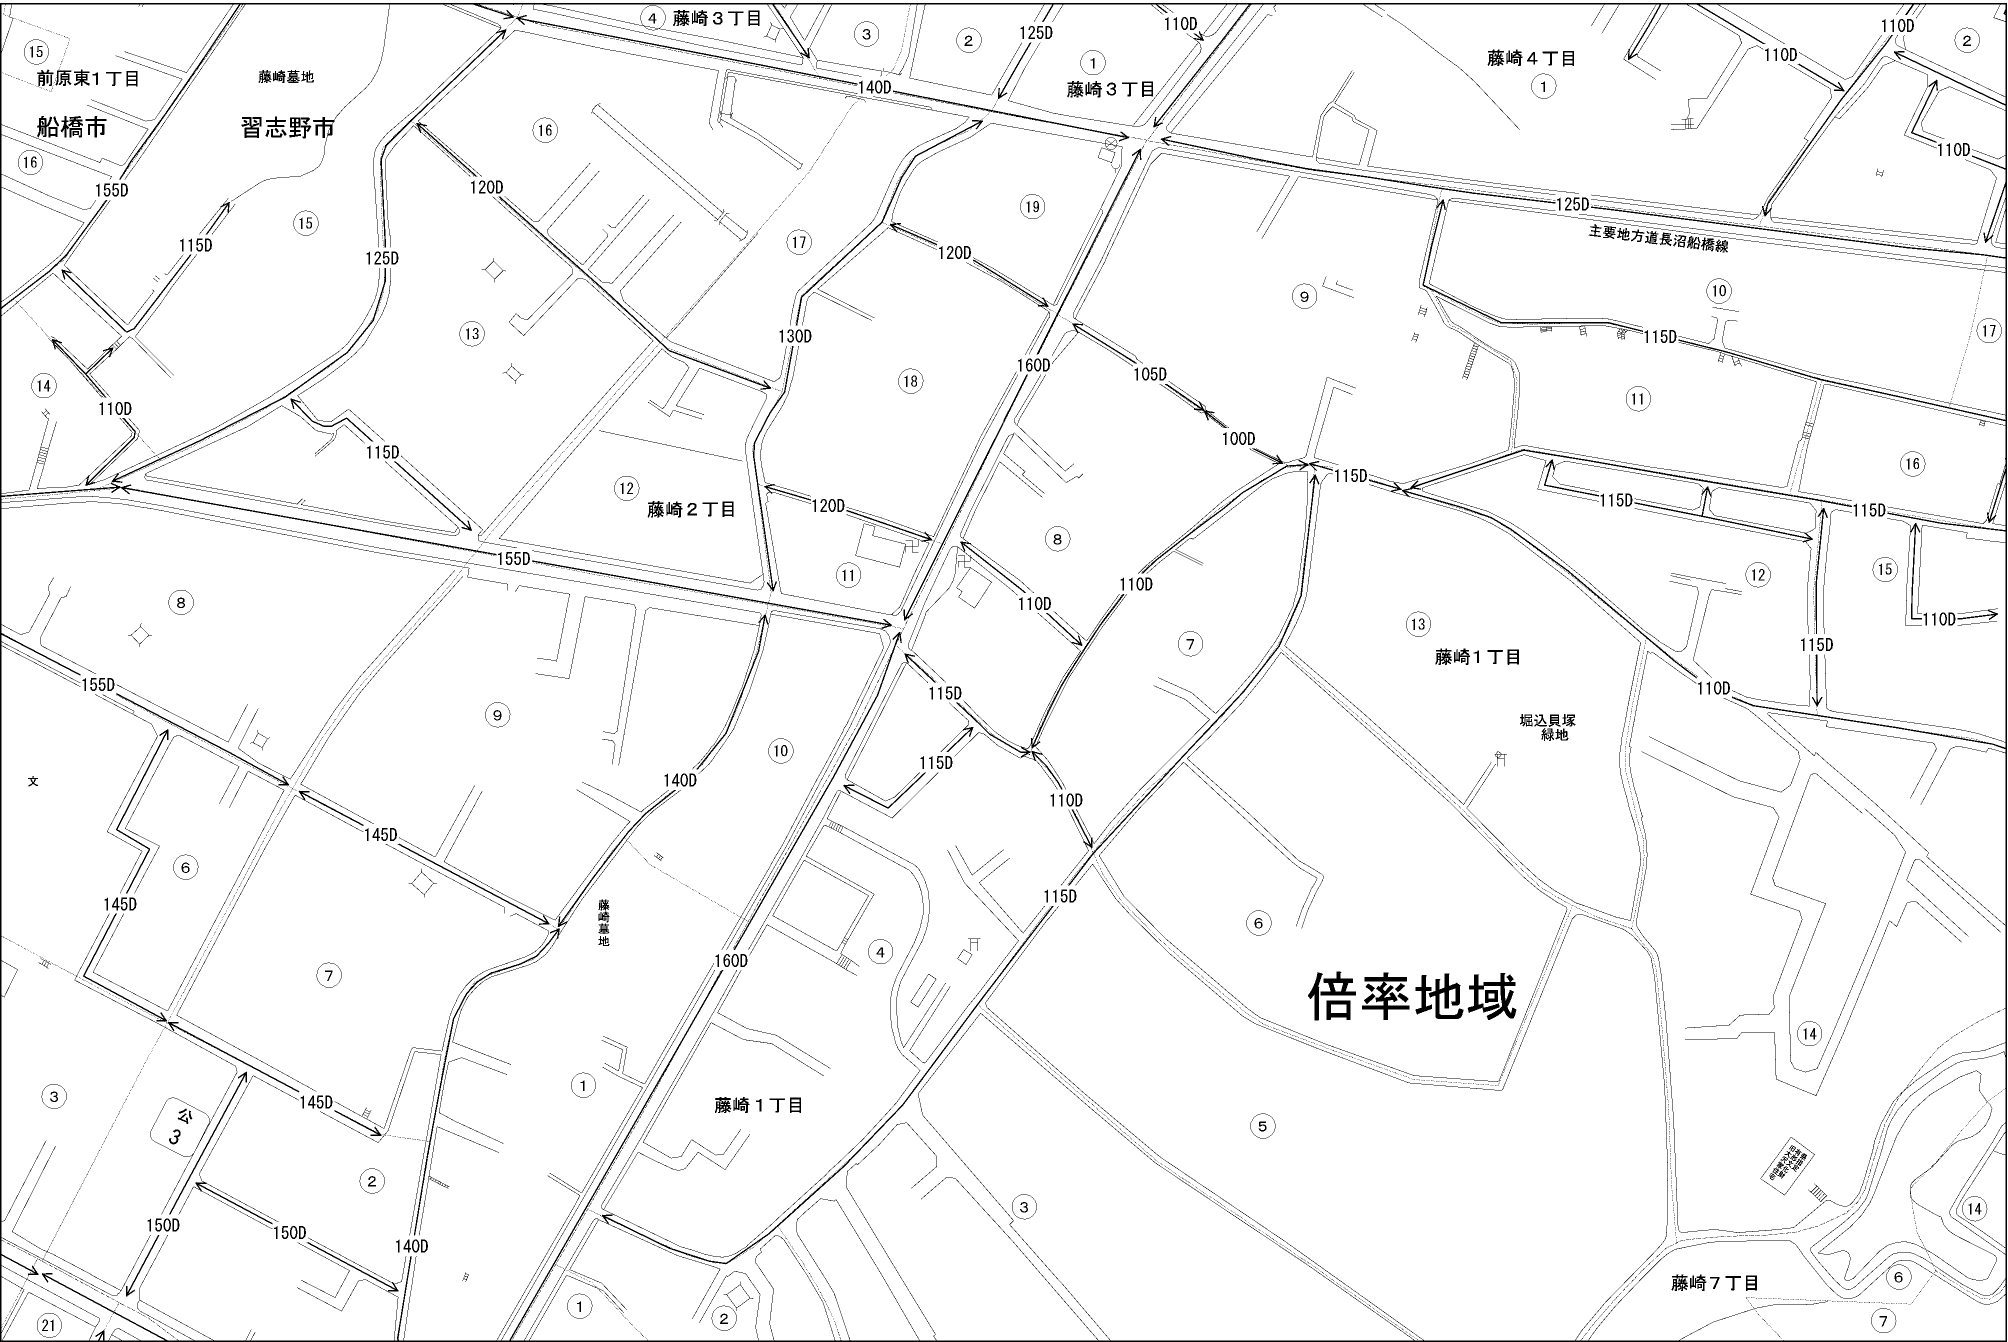 ④ 藤崎３丁目
③
②
125D
①
藤崎３丁目
110D
藤崎４丁目
①
110D
110D
②
⑮
前原東１丁目
藤崎墓地
船橋市
習志野市
140D
⑯
⑯
110D
155D
120D
⑮
115D
125D
⑰
⑲
120D
125D
主要地方道長沼船橋線
⑨
⑩
⑰
⑬
130D
115D
160D
105D
⑭
110D
⑱
⑪
100D
115D
⑯
115D
115D
115D
⑫
藤崎２丁目
120D
⑧
155D
⑪
110D
110D
⑫
⑮
110D
⑧
⑬
⑦
藤崎１丁目
115D
155D
⑨
115D
110D
堀込貝塚
緑地
⑩
115D
文
140D
110D
145D
⑥
145D
115D
藤崎墓地
⑥
④
160D
⑦
倍率地域
⑭
③
①
145D
公
3
藤崎１丁目
⑤
②
③
150D
150D
140D
⑭
藤崎７丁目
⑥
①
②
㉑
⑦